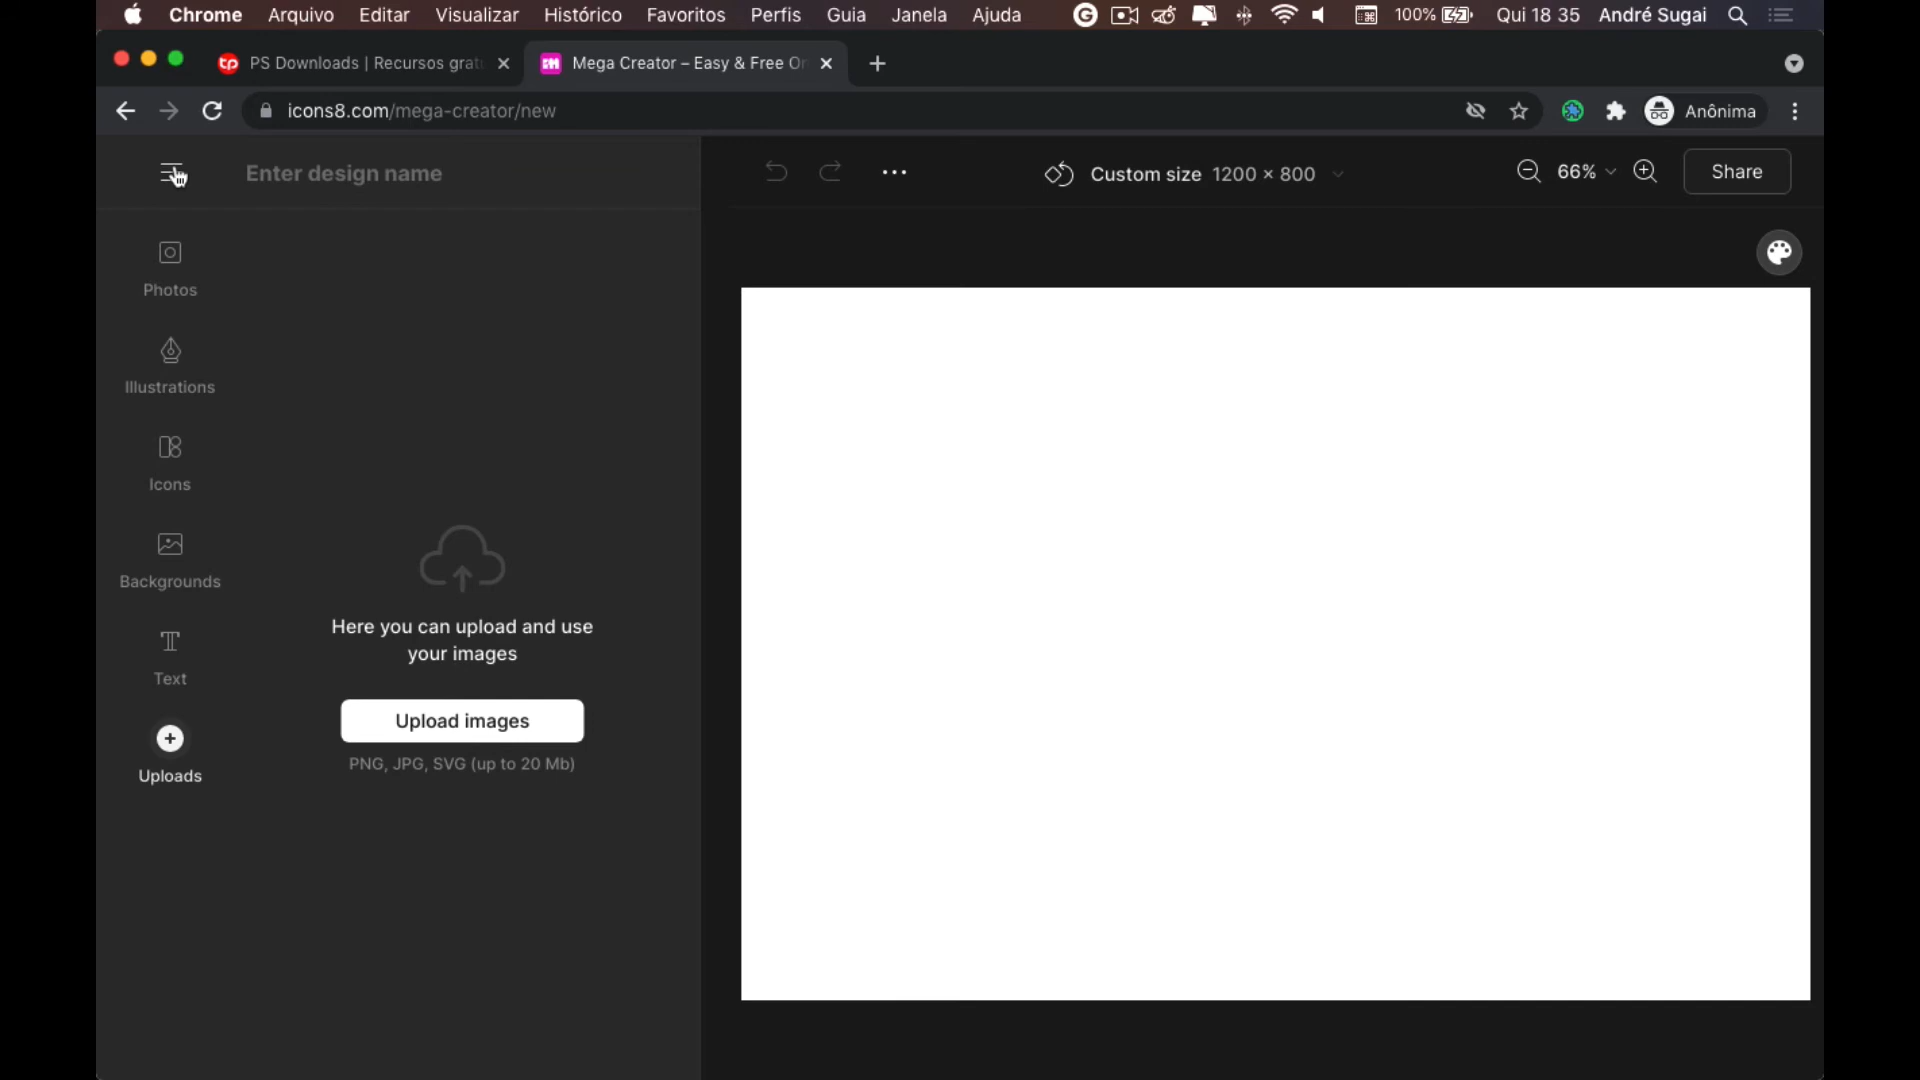 Chrome Arquivo Editar Visualizar Histórico Favoritos Perfis Guia Janela Ajuda 100% Qui 18 35 André Sugai
PS Downloads | Recursos grat
Mega Creator – Easy & Free On
icons8.com/mega-creator/new
Anônima
Enter design name
Custom size 1200 × 800
66%
Share
Photos
Illustrations
Icons
Backgrounds
Text
Uploads
Here you can upload and use
your images
Upload images
PNG, JPG, SVG (up to 20 Mb)